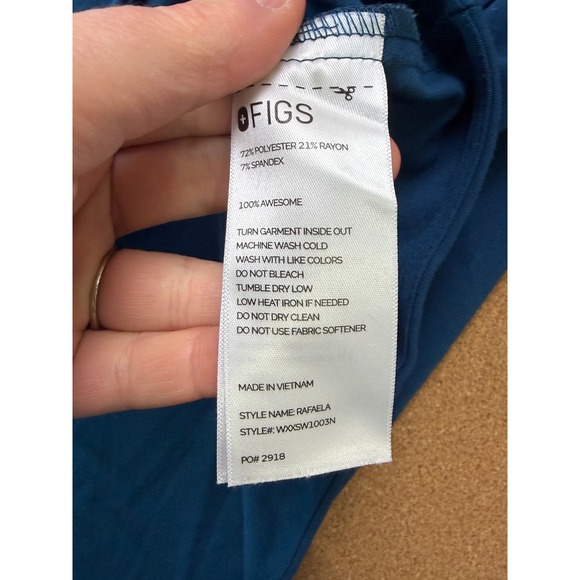 FIGS
72% POLYESTER 21% RAYON
7% SPANDEX
100% AWESOME
TURN GARMENT INSIDE OUT
MACHINE WASH COLD
WASH WITH LIKE COLORS
DO NOT BLEACH
TUMBLE DRY LOW
LOW HEAT IRON IF NEEDED
DO NOT DRY CLEAN
DO NOT USE FABRIC SOFTENER
MADE IN VIETNAM
STYLE NAME: RAFAELA
STYLE#: WXXSW1003N
PO# 2918